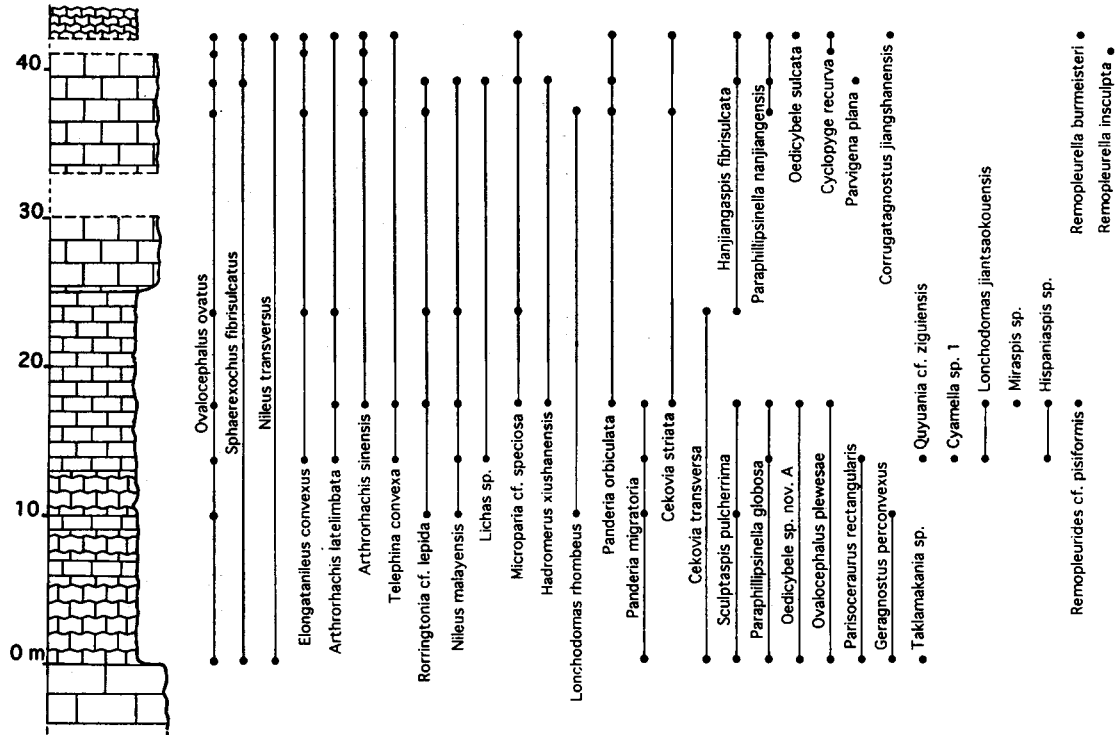 40
30
20
10
0 m
Ovalocephalus ovatus
Sphaerexochus fibrisulcatus
Nileus transversus
Elongatanileus convexus
Arthrorhachis latelimbata
Arthrorhachis sinensis
Telephina convexa
Rorringtonia cf. lepida
Nileus malayensis
Lichas sp.
Microparia cf. speciosa
Hadromerus xiushanensis
Lonchodomas rhombeus
Panderia orbiculata
Panderia migratoria
Cekovia striata
Cekovia transversa
Hanjiangaspis fibrisulcata
Sculptaspis pulcherrima
Paraphillipsinella nanjiangensis
Paraphillipsinella globosa
Oedicybele sulcata
Oedicybele sp. nov. A
Cyclopyge recurva
Ovalocephalus plewesae
Parvigena plana
Parisoceraurus rectangularis
Corrugatagnostus jiangshanensis
Geragnostus perconvexus
Quyuania cf. ziguiensis
Taklamakania sp.
Cyamella sp. 1
Lonchodomas jiantsaokouensis
Miraspis sp.
Hispaniaspis sp.
Remopleurella burmeisteri
Remopleurides cf. pisiformis
Remopleurella insculpta